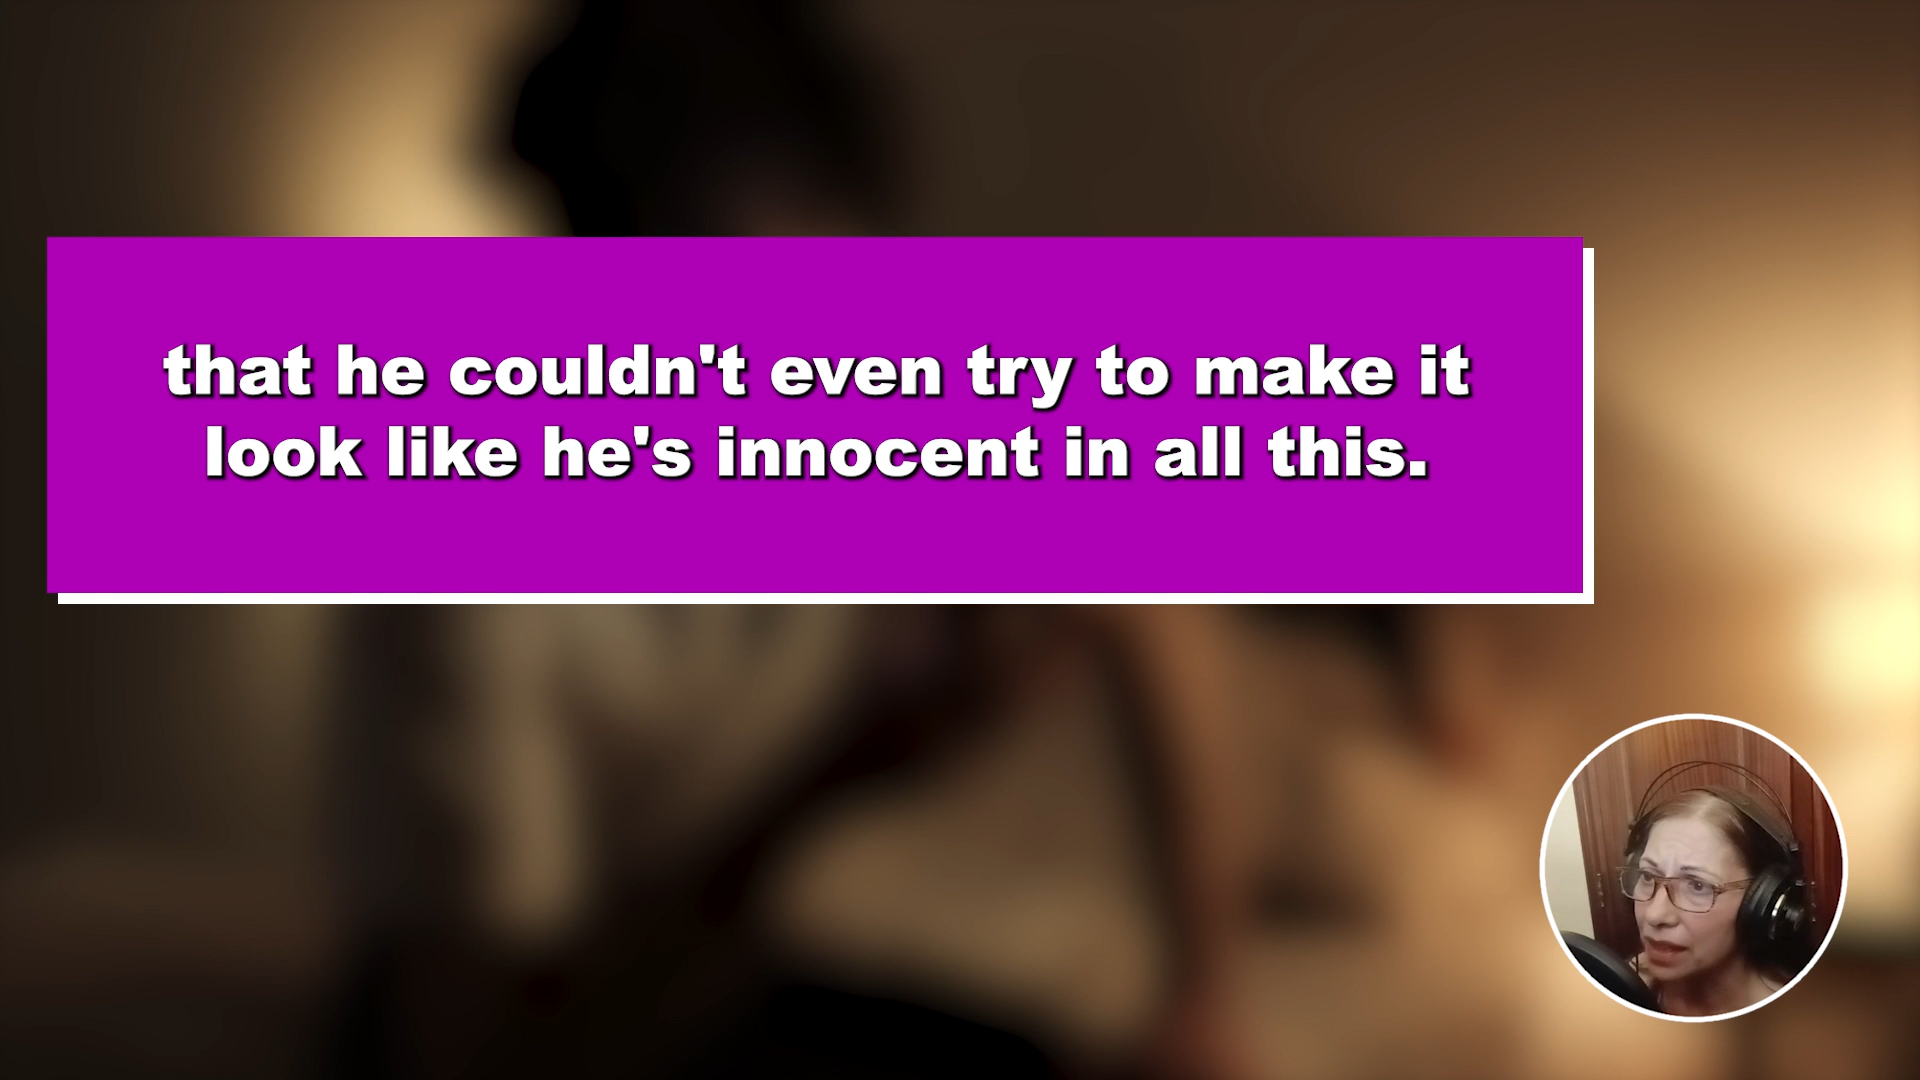 that he couldn't even try to make it
look like he's innocent in all this.